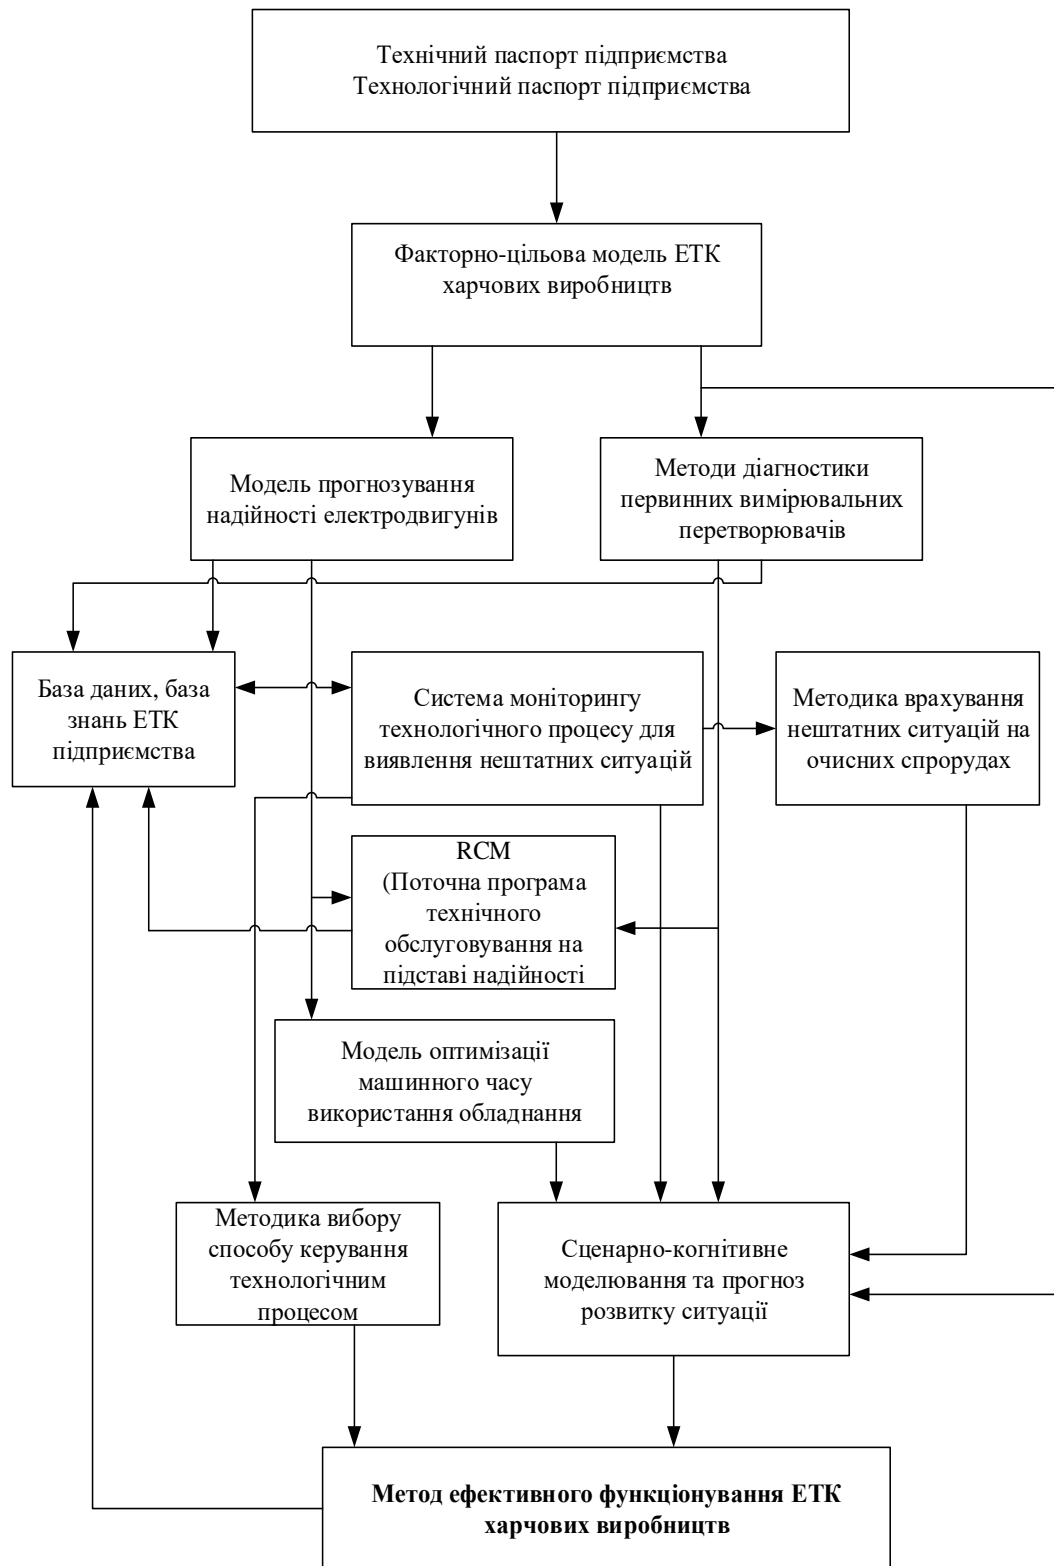 Технічний паспорт підприємства
Технологічний паспорт підприємства
Факторно-цільова модель ЕТК
харчових виробництв
Модель прогнозування
надійності електродвигунів
Методи діагностики
первинних вимірювальних
перетворювачів
База даних, база
знань ЕТК
підприємства
Система моніторингу
технологічного процесу для
виявлення нештатних ситуацій
Методика врахування
нештатних ситуацій на
очисних спрорудах
RCM
(Поточна програма
технічного
обслуговування на
підставі надійності
Модель оптимізації
машинного часу
використання обладнання
Методика вибору
способу керування
технологічним
процесом
Сценарно-когнітивне
моделювання та прогноз
розвитку ситуації
Метод ефективного функціонування ЕТК
харчових виробництв